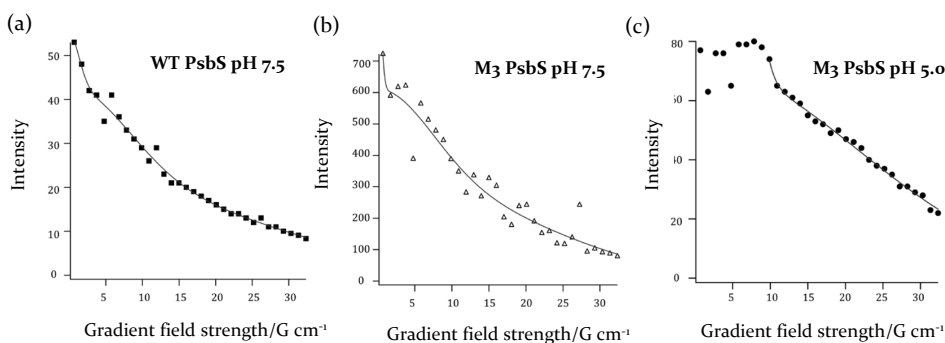 (a)
WT PsbS pH 7.5
Intensity
50
40
30
20
10
0
5 10 15 20 25 30
Gradient field strength/G cm⁻¹
(b)
M3 PsbS pH 7.5
Intensity
700
600
500
400
300
200
100
0
5 10 15 20 25 30
Gradient field strength/G cm⁻¹
(c)
M3 PsbS pH 5.0
Intensity
80
60
40
20
0
5 10 15 20 25 30
Gradient field strength/G cm⁻¹